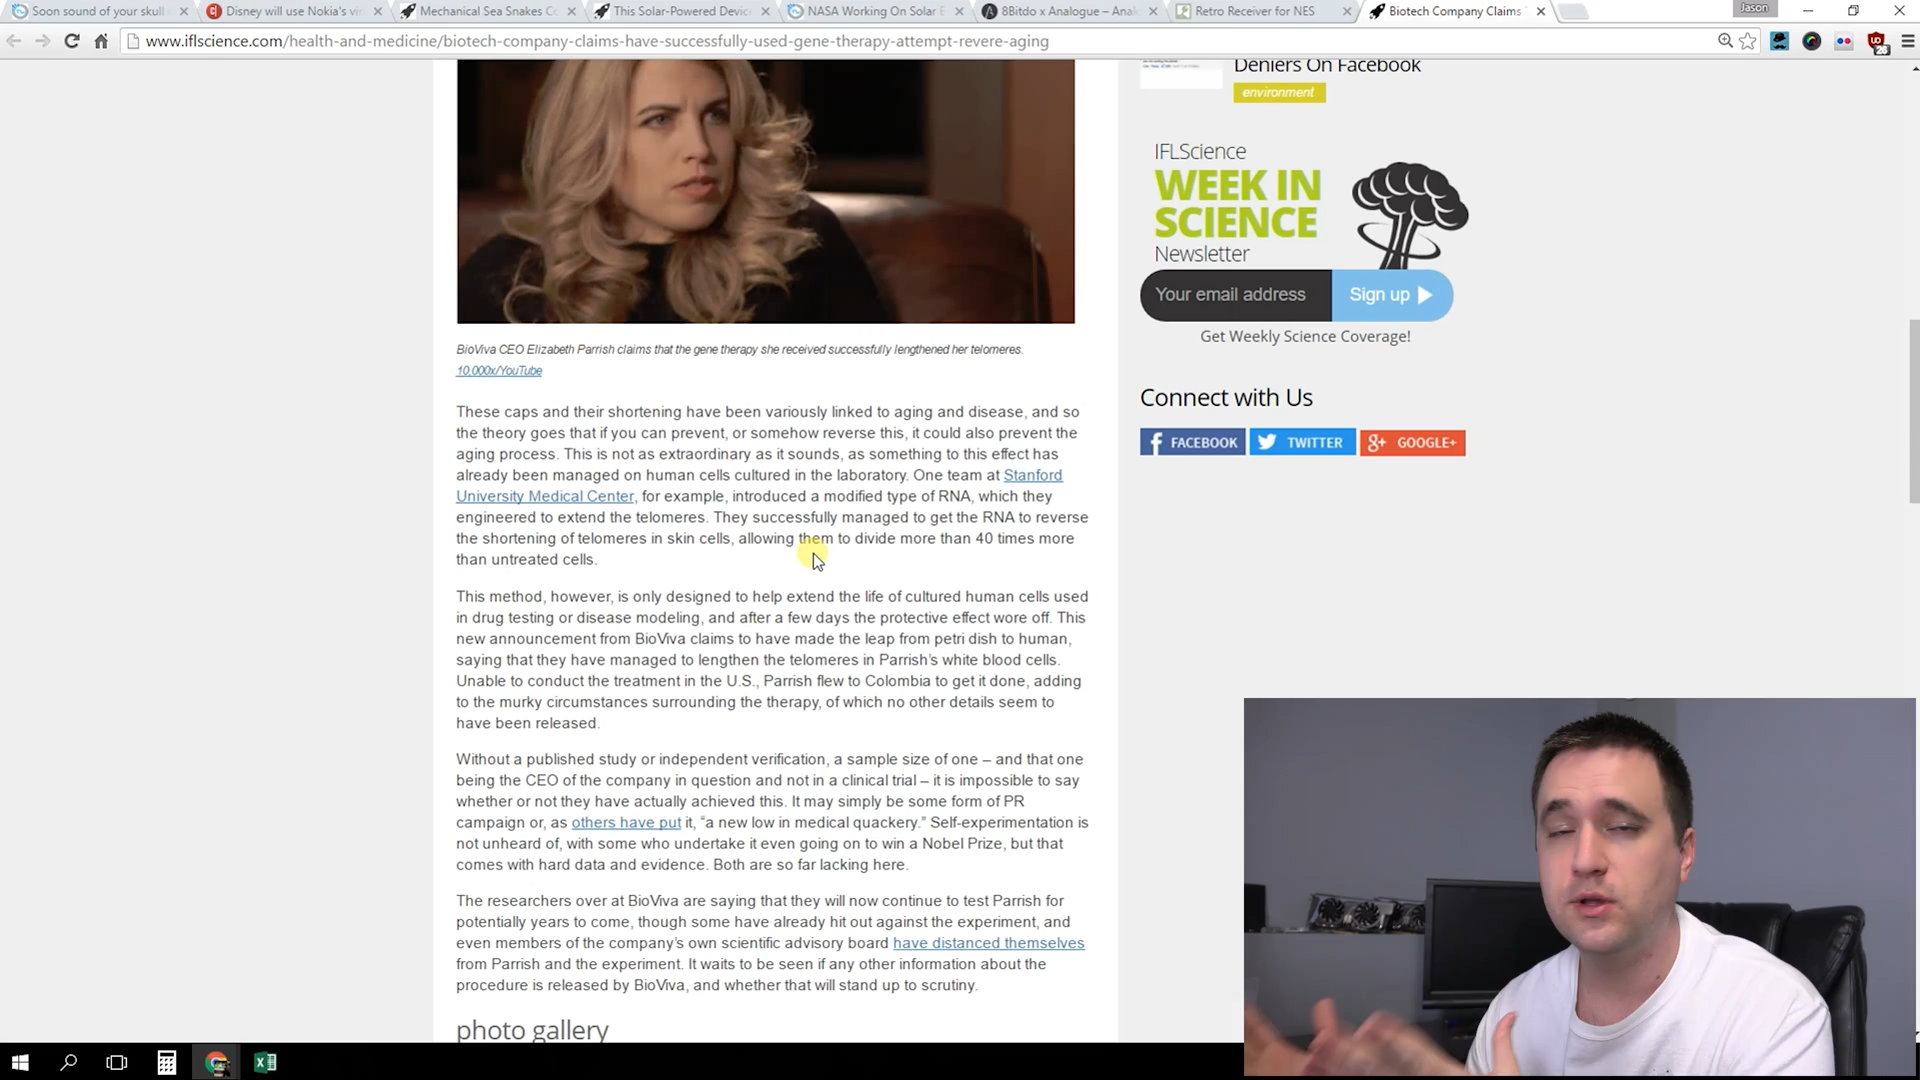 Soon sound of your skull
Disney will use Nokia's vir
Mechanical Sea Snakes Co
This Solar-Powered Device
NASA Working On Solar E
8Bitdo x Analogue – Anal
Retro Receiver for NES
Biotech Company Claims
Jason
www.iflscience.com/health-and-medicine/biotech-company-claims-have-successfully-used-gene-therapy-attempt-revere-aging
BioViva CEO Elizabeth Parrish claims that the gene therapy she received successfully lengthened her telomeres.
10,000x/YouTube
These caps and their shortening have been variously linked to aging and disease, and so
the theory goes that if you can prevent, or somehow reverse this, it could also prevent the
aging process. This is not as extraordinary as it sounds, as something to this effect has
already been managed on human cells cultured in the laboratory. One team at Stanford
University Medical Center, for example, introduced a modified type of RNA, which they
engineered to extend the telomeres. They successfully managed to get the RNA to reverse
the shortening of telomeres in skin cells, allowing them to divide more than 40 times more
than untreated cells.
This method, however, is only designed to help extend the life of cultured human cells used
in drug testing or disease modeling, and after a few days the protective effect wore off. This
new announcement from BioViva claims to have made the leap from petri dish to human,
saying that they have managed to lengthen the telomeres in Parrish's white blood cells.
Unable to conduct the treatment in the U.S., Parrish flew to Colombia to get it done, adding
to the murky circumstances surrounding the therapy, of which no other details seem to
have been released.
Without a published study or independent verification, a sample size of one – and that one
being the CEO of the company in question and not in a clinical trial – it is impossible to say
whether or not they have actually achieved this. It may simply be some form of PR
campaign or, as others have put it, “a new low in medical quackery.” Self-experimentation is
not unheard of, with some who undertake it even going on to win a Nobel Prize, but that
comes with hard data and evidence. Both are so far lacking here.
The researchers over at BioViva are saying that they will now continue to test Parrish for
potentially years to come, though some have already hit out against the experiment, and
even members of the company's own scientific advisory board have distanced themselves
from Parrish and the experiment. It waits to be seen if any other information about the
procedure is released by BioViva, and whether that will stand up to scrutiny.
photo gallery
Deniers On Facebook
environment
IFLScience
WEEK IN
SCIENCE
Newsletter
Your email address
Sign up
Get Weekly Science Coverage!
Connect with Us
FACEBOOK
TWITTER
GOOGLE+